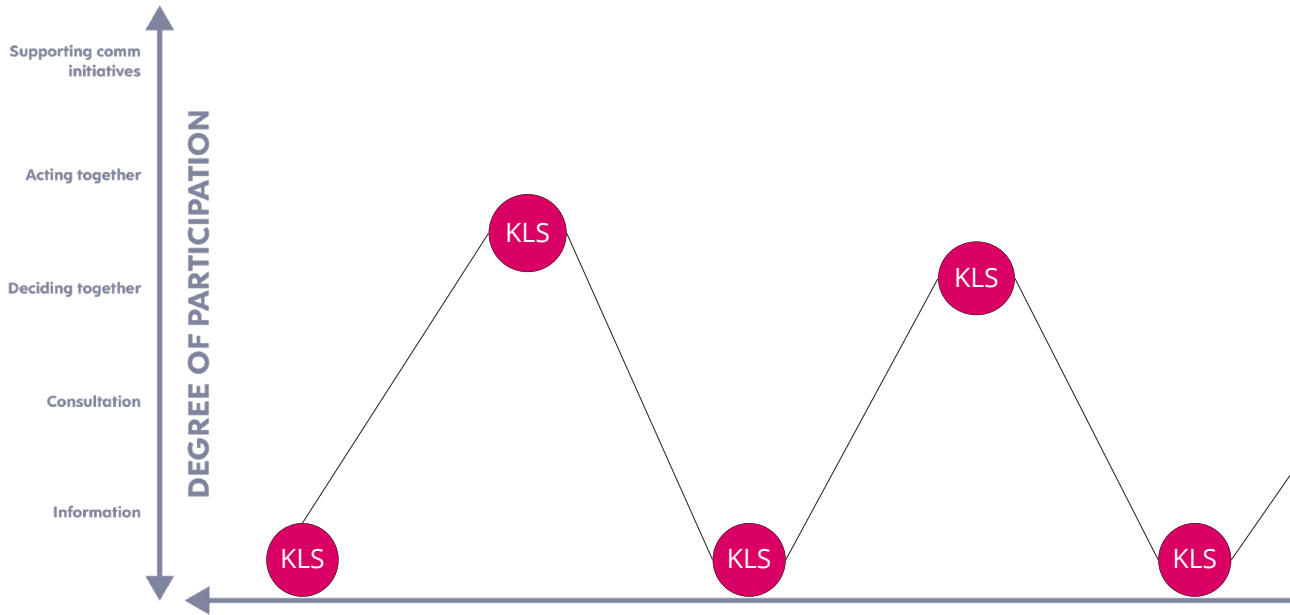 Supporting comm
initiatives
Acting together
Deciding together
Consultation
Information
DEGREE OF PARTICIPATION
KLS
KLS
KLS
KLS
KLS